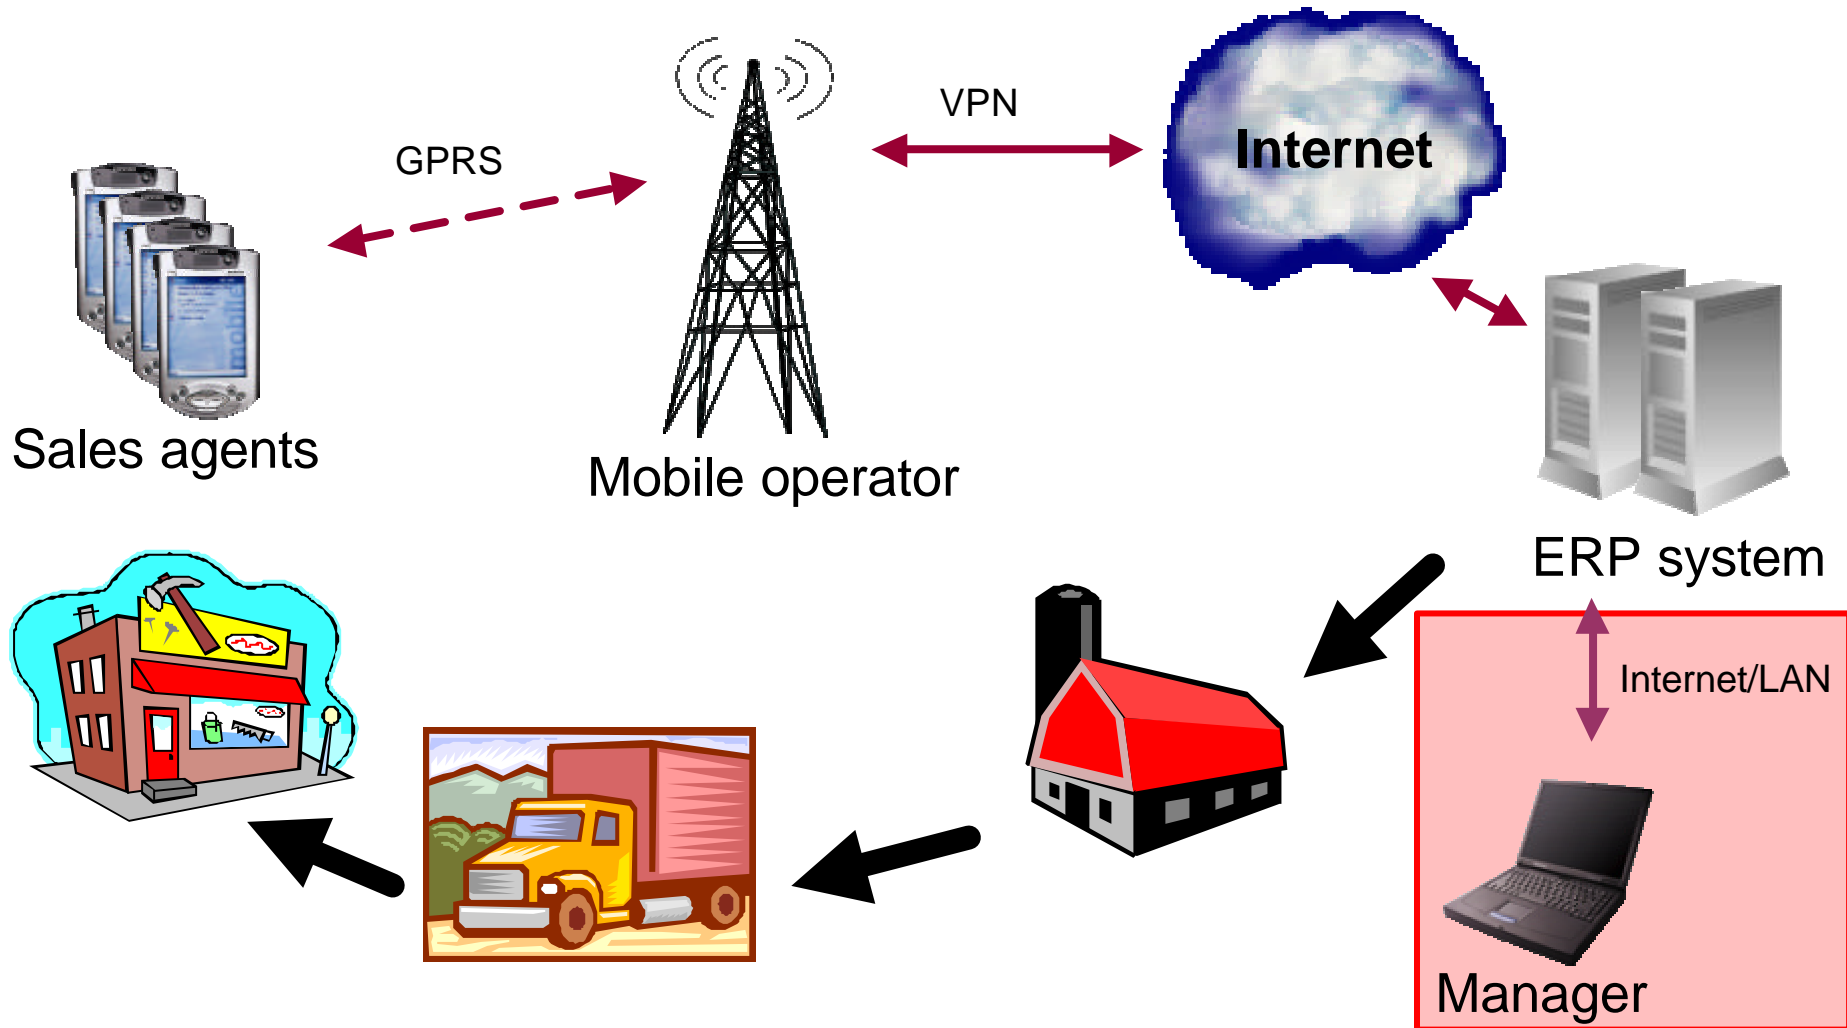 VPN
GPRS
Internet
Sales agents
Mobile operator
ERP system
Internet/LAN
Manager